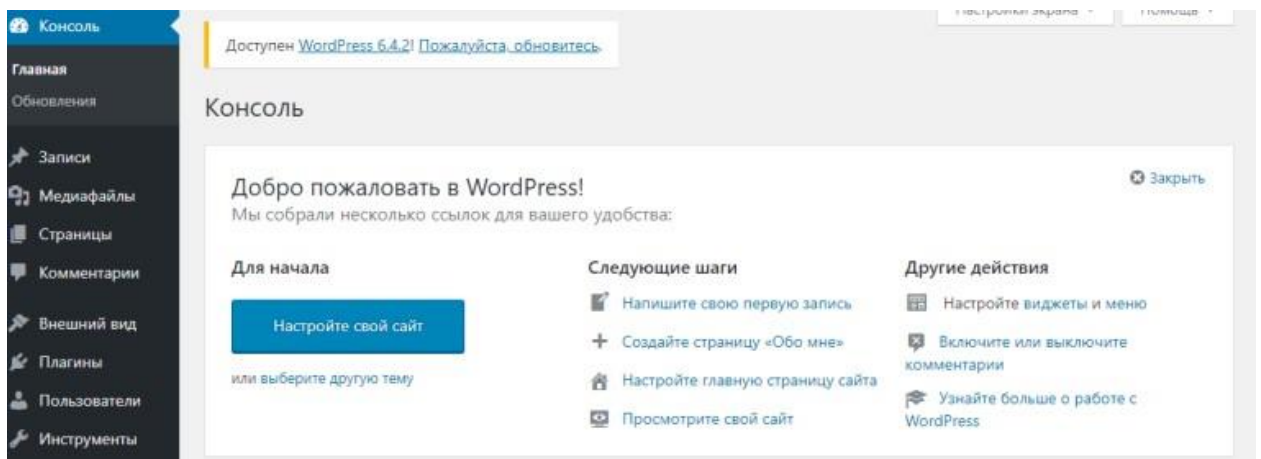 Консоль
Главная
Обновления
Записи
Медиафайлы
Страницы
Комментарии
Внешний вид
Плагины
Пользователи
Инструменты
Настройки экрана
Помощь
Доступен WordPress 6.4.2! Пожалуйста, обновитесь.
Консоль
Добро пожаловать в WordPress!
Мы собрали несколько ссылок для вашего удобства:
Закрыть
Для начала
Настройте свой сайт
или выберите другую тему
Следующие шаги
Напишите свою первую запись
Создайте страницу «Обо мне»
Настройте главную страницу сайта
Просмотрите свой сайт
Другие действия
Настройте виджеты и меню
Включите или выключите
комментарии
Узнайте больше о работе с
WordPress